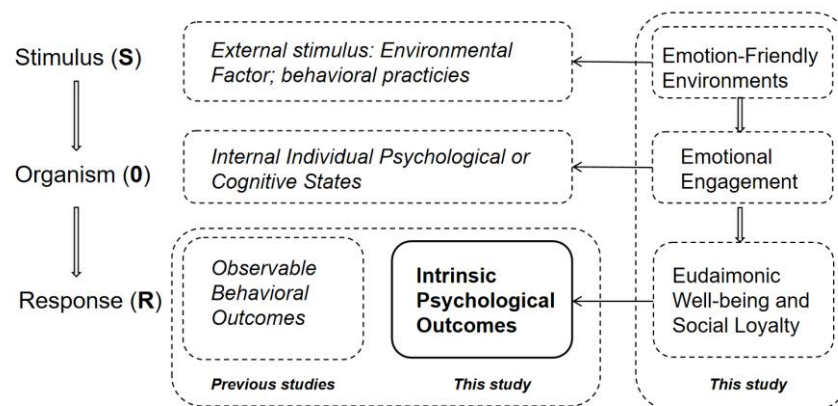 Stimulus (S)
External stimulus: Environmental
Factor; behavioral practicies
Emotion-Friendly
Environments
Organism (0)
Internal Individual Psychological or
Cognitive States
Emotional
Engagement
Response (R)
Observable
Behavioral
Outcomes
Intrinsic
Psychological
Outcomes
Eudaimonic
Well-being and
Social Loyalty
Previous studies
This study
This study